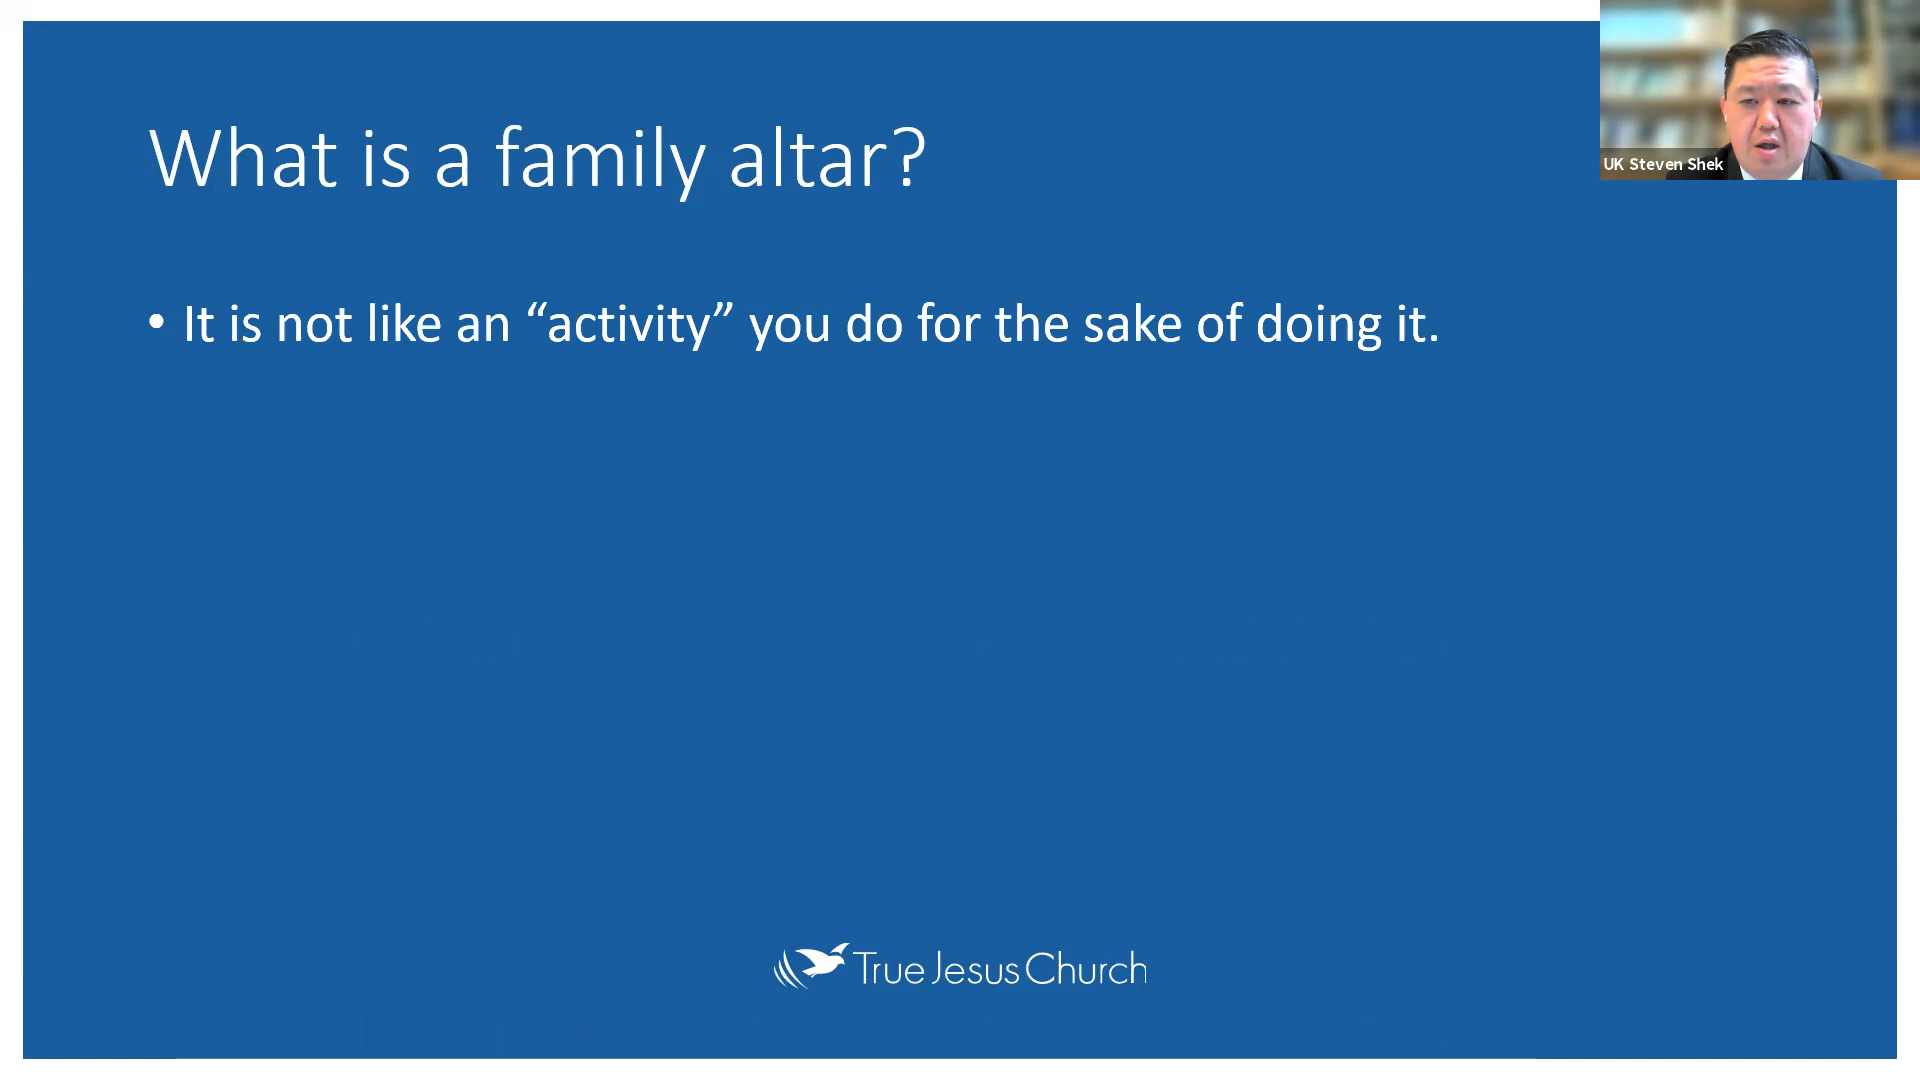 What is a family altar?
• It is not like an “activity” you do for the sake of doing it.
UK Steven Shek
True Jesus Church